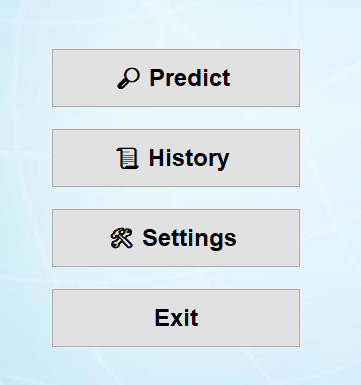 🔎 Predict
📜 History
🛠 Settings
Exit